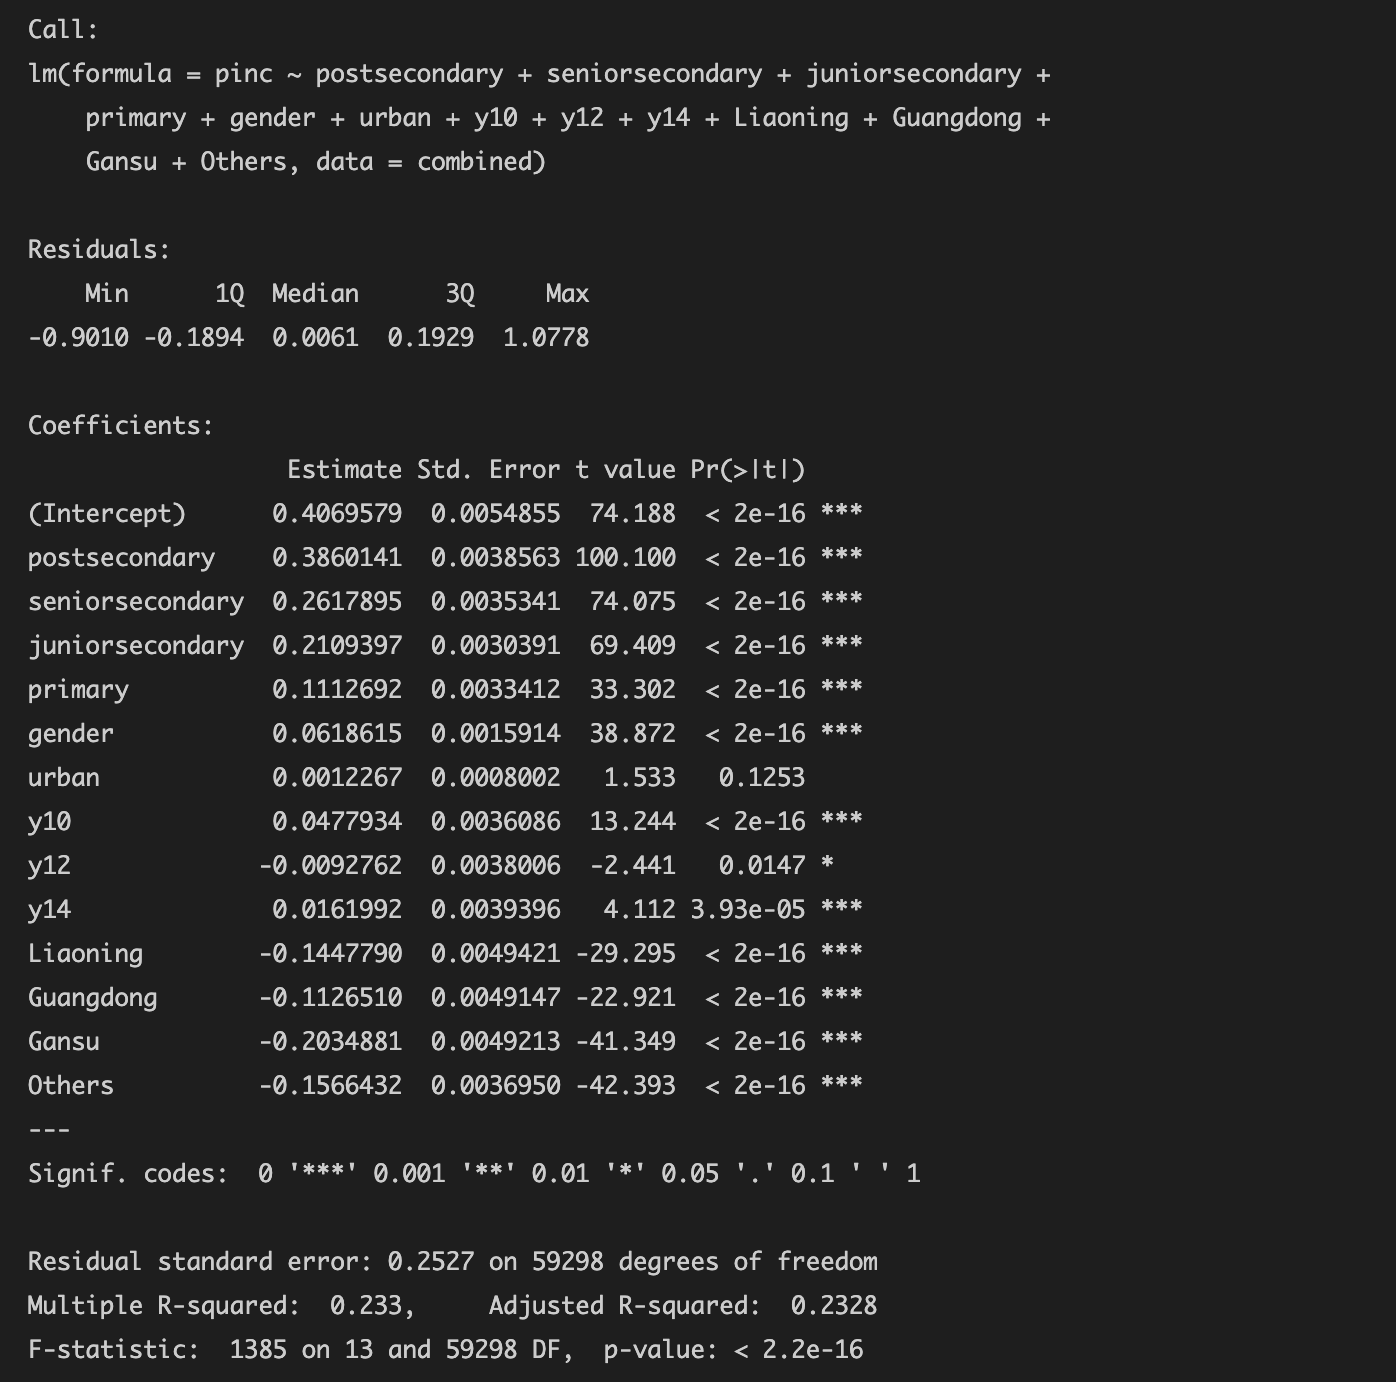 Call:
lm(formula = pinc ~ postsecondary + seniorsecondary + juniorsecondary +
    primary + gender + urban + y10 + y12 + y14 + Liaoning + Guangdong +
    Gansu + Others, data = combined)

Residuals:
    Min      1Q  Median      3Q     Max
-0.9010 -0.1894  0.0061  0.1929  1.0778

Coefficients:
                  Estimate Std. Error t value Pr(>|t|)
(Intercept)      0.4069579  0.0054855  74.188  < 2e-16 ***
postsecondary    0.3860141  0.0038563 100.100  < 2e-16 ***
seniorsecondary  0.2617895  0.0035341  74.075  < 2e-16 ***
juniorsecondary  0.2109397  0.0030391  69.409  < 2e-16 ***
primary          0.1112692  0.0033412  33.302  < 2e-16 ***
gender           0.0618615  0.0015914  38.872  < 2e-16 ***
urban            0.0012267  0.0008002   1.533   0.1253
y10              0.0477934  0.0036086  13.244  < 2e-16 ***
y12             -0.0092762  0.0038006  -2.441   0.0147 *
y14              0.0161992  0.0039396   4.112 3.93e-05 ***
Liaoning        -0.1447790  0.0049421 -29.295  < 2e-16 ***
Guangdong       -0.1126510  0.0049147 -22.921  < 2e-16 ***
Gansu           -0.2034881  0.0049213 -41.349  < 2e-16 ***
Others          -0.1566432  0.0036950 -42.393  < 2e-16 ***
---
Signif. codes:  0 '***' 0.001 '**' 0.01 '*' 0.05 '.' 0.1 ' ' 1

Residual standard error: 0.2527 on 59298 degrees of freedom
Multiple R-squared:  0.233,     Adjusted R-squared:  0.2328
F-statistic:  1385 on 13 and 59298 DF,  p-value: < 2.2e-16